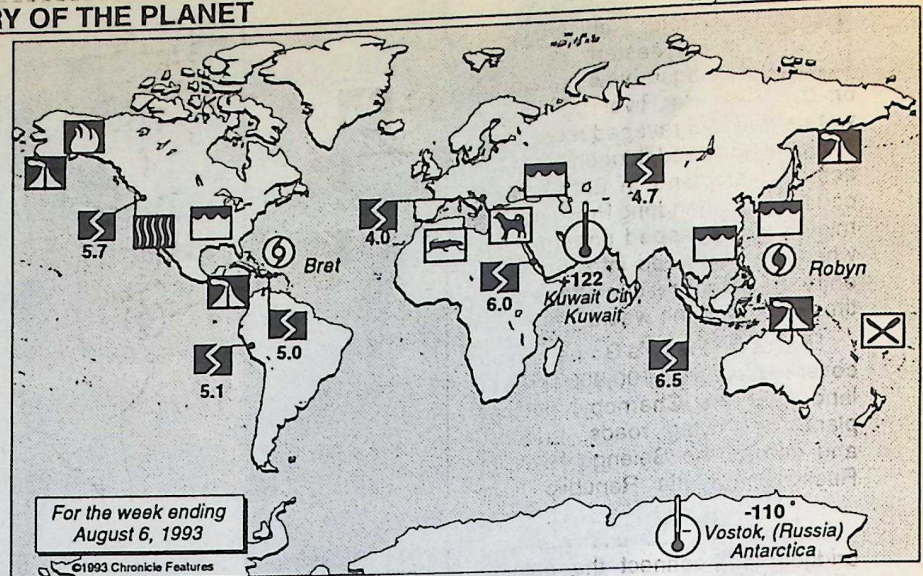 RY OF THE PLANET
5.7
4.0
4.7
Bret
Robyn
+122
Kuwait City,
Kuwait
6.0
5.0
5.1
6.5
For the week ending
August 6, 1993
-110°
Vostok, (Russia)
Antarctica
©1993 Chronicle Features